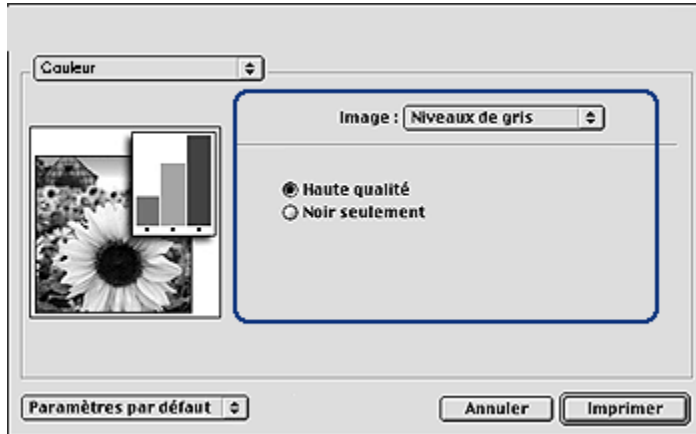 Couleur
Image : Niveaux de gris
Haute qualité
Noir seulement
Paramètres par défaut
Annuler
Imprimer